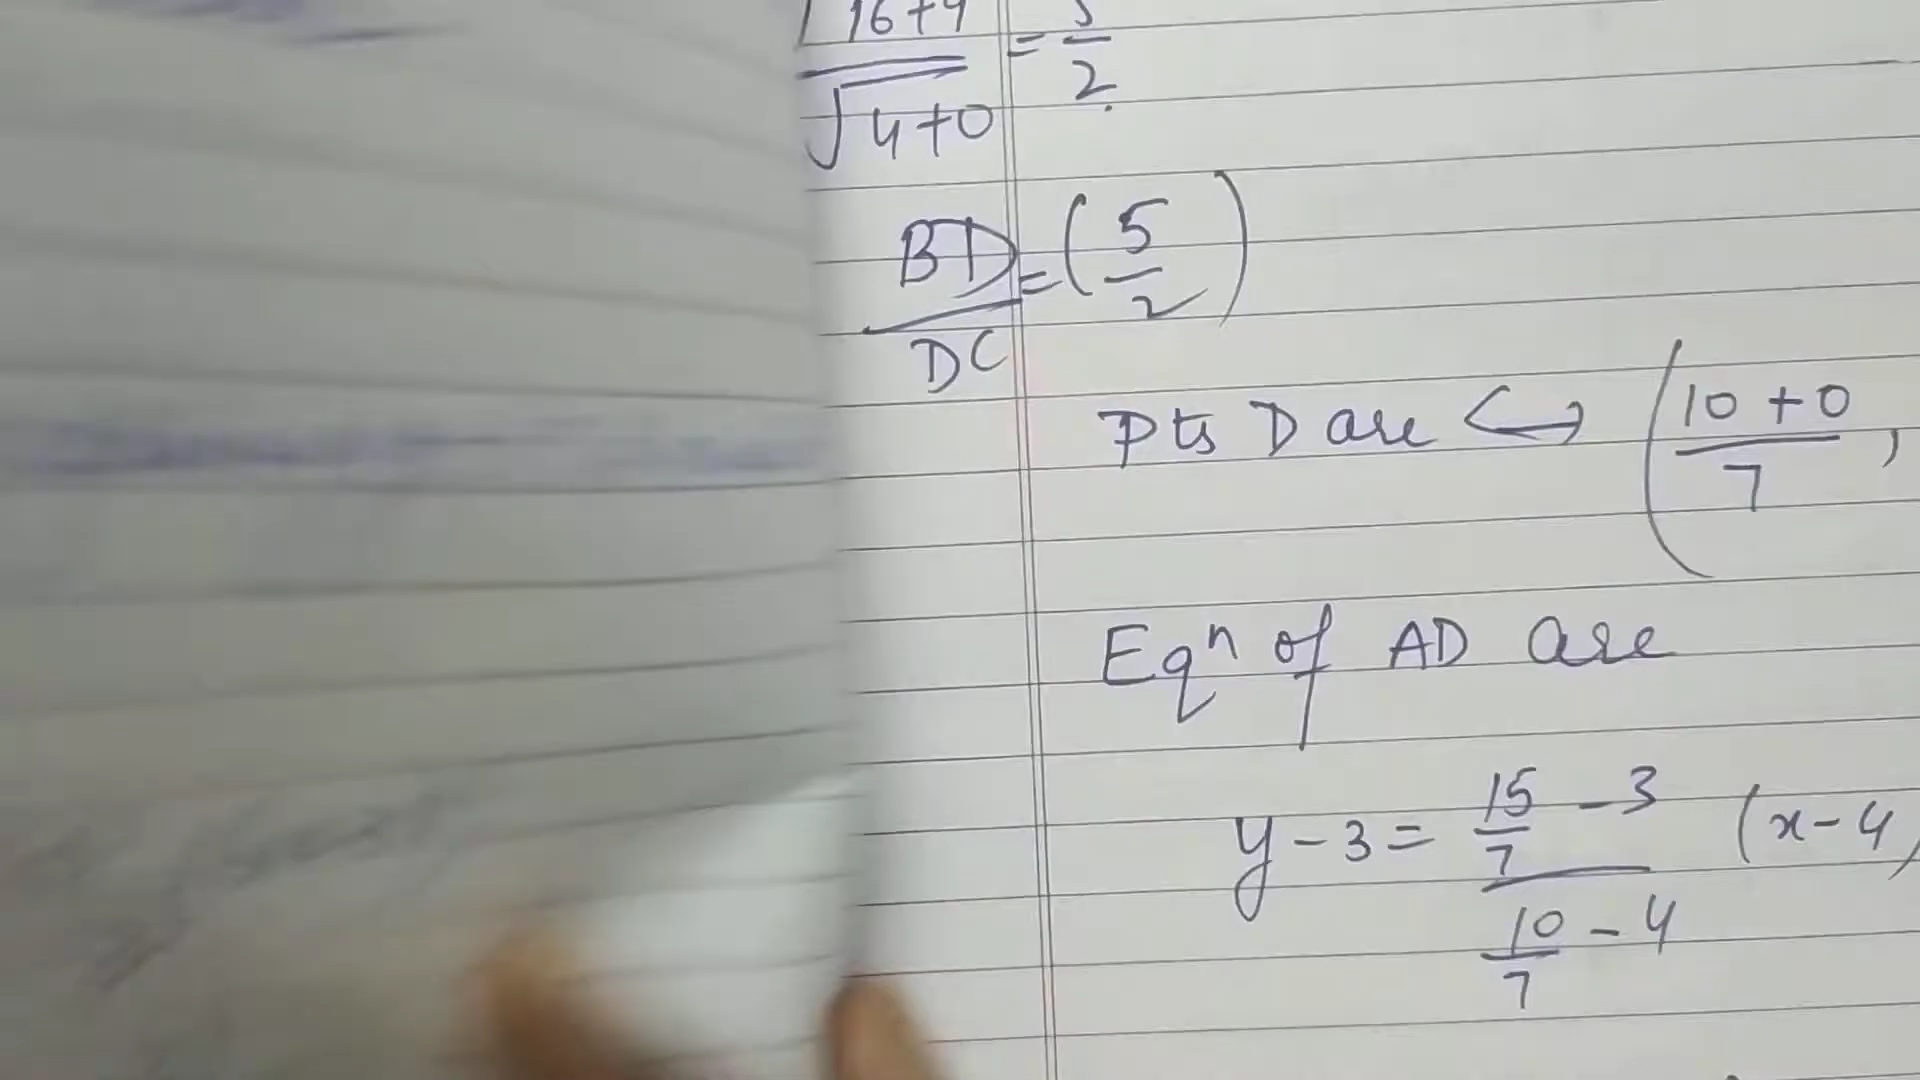 √16+9 / √4+0 = 5/2
BD/DC = (5/2)
Pts D are ↔ (10+0/7,
Eqⁿ of AD are
y-3 = 15/7 - 3 / 10/7 - 4 (x-4)